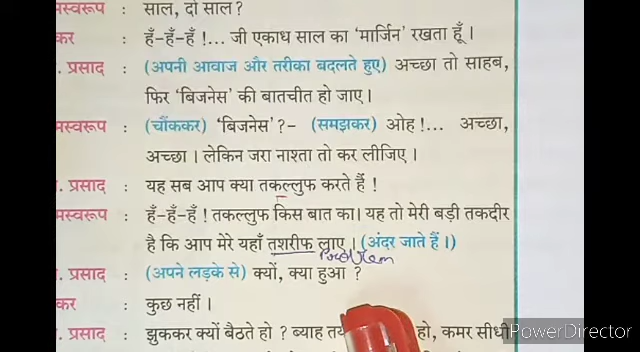 मस्वरूप : साल, दो साल?
कर : हँ-हँ-हँ !... जी एकाध साल का 'मार्जिन' रखता हूँ।
. प्रसाद : (अपनी आवाज और तरीका बदलते हुए) अच्छा तो साहब,
फिर 'बिजनेस' की बातचीत हो जाए।
मस्वरूप : (चौंककर) 'बिजनेस' ?- (समझकर) ओह !... अच्छा,
अच्छा। लेकिन जरा नाश्ता तो कर लीजिए।
. प्रसाद : यह सब आप क्या तकल्लुफ करते हैं !
मस्वरूप : हँ-हँ-हँ ! तकल्लुफ किस बात का। यह तो मेरी बड़ी तकदीर
है कि आप मेरे यहाँ तशरीफ लाए। (अंदर जाते हैं।)
Problem
. प्रसाद : (अपने लड़के से) क्यों, क्या हुआ ?
कर : कुछ नहीं।
. प्रसाद : झुककर क्यों बैठते हो ? ब्याह हो, कमर सीधी
POWERDIRECTOR